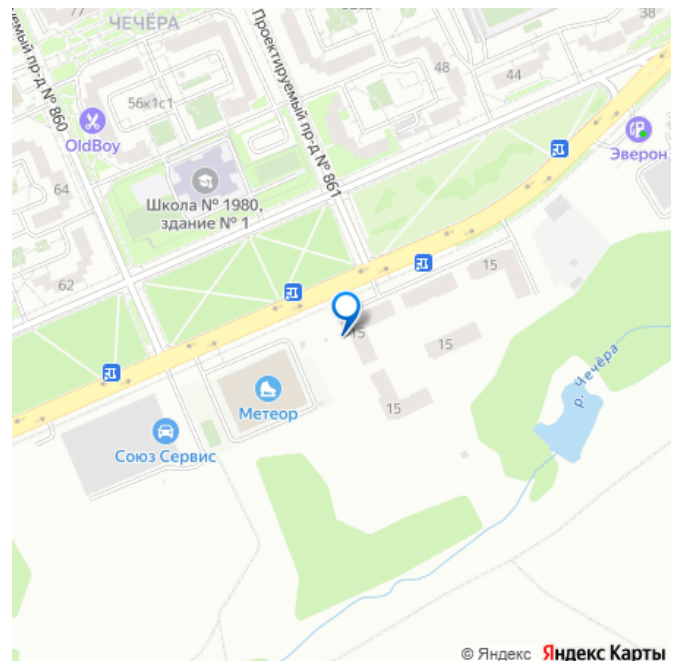 77
ЧЕЧЁРА
38
Проектируемый пр-д № 861
пр-д № 860
48
44
56к1с1
OldBoy
Эверон
64
Школа № 1980,
здание № 1
62
15
15
15
р. Чечёра
15
Метеор
Союз Сервис
© Яндекс Яндекс Карты